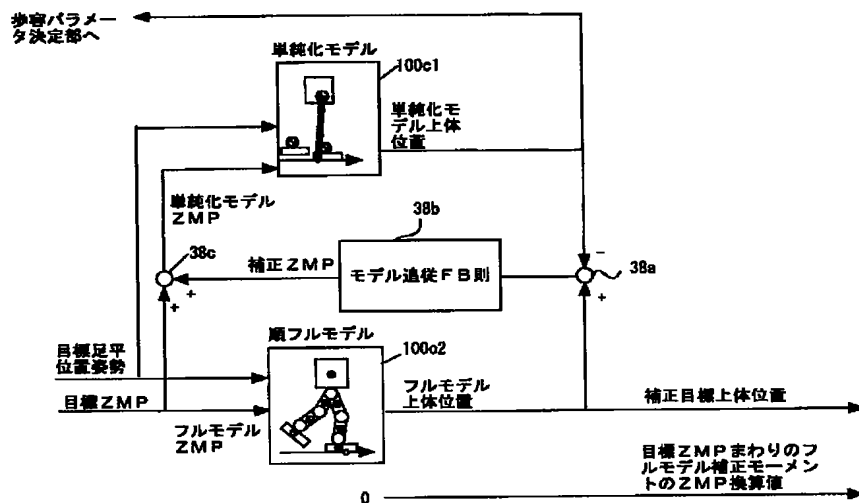 歩容パラメー
タ決定部へ
単純化モデル
100c1
単純化モ
デル上体
位置
単純化モデル
ZMP
38b
38c
補正ZMP
モデル追従FB則
−
38a
+
+
+
順フルモデル
100c2
目標足平
位置姿勢
フルモデル
上体位置
補正目標上体位置
目標ZMP
フルモデル
ZMP
目標ZMPまわりのフ
ルモデル補正モーメン
トのZMP換算値
0